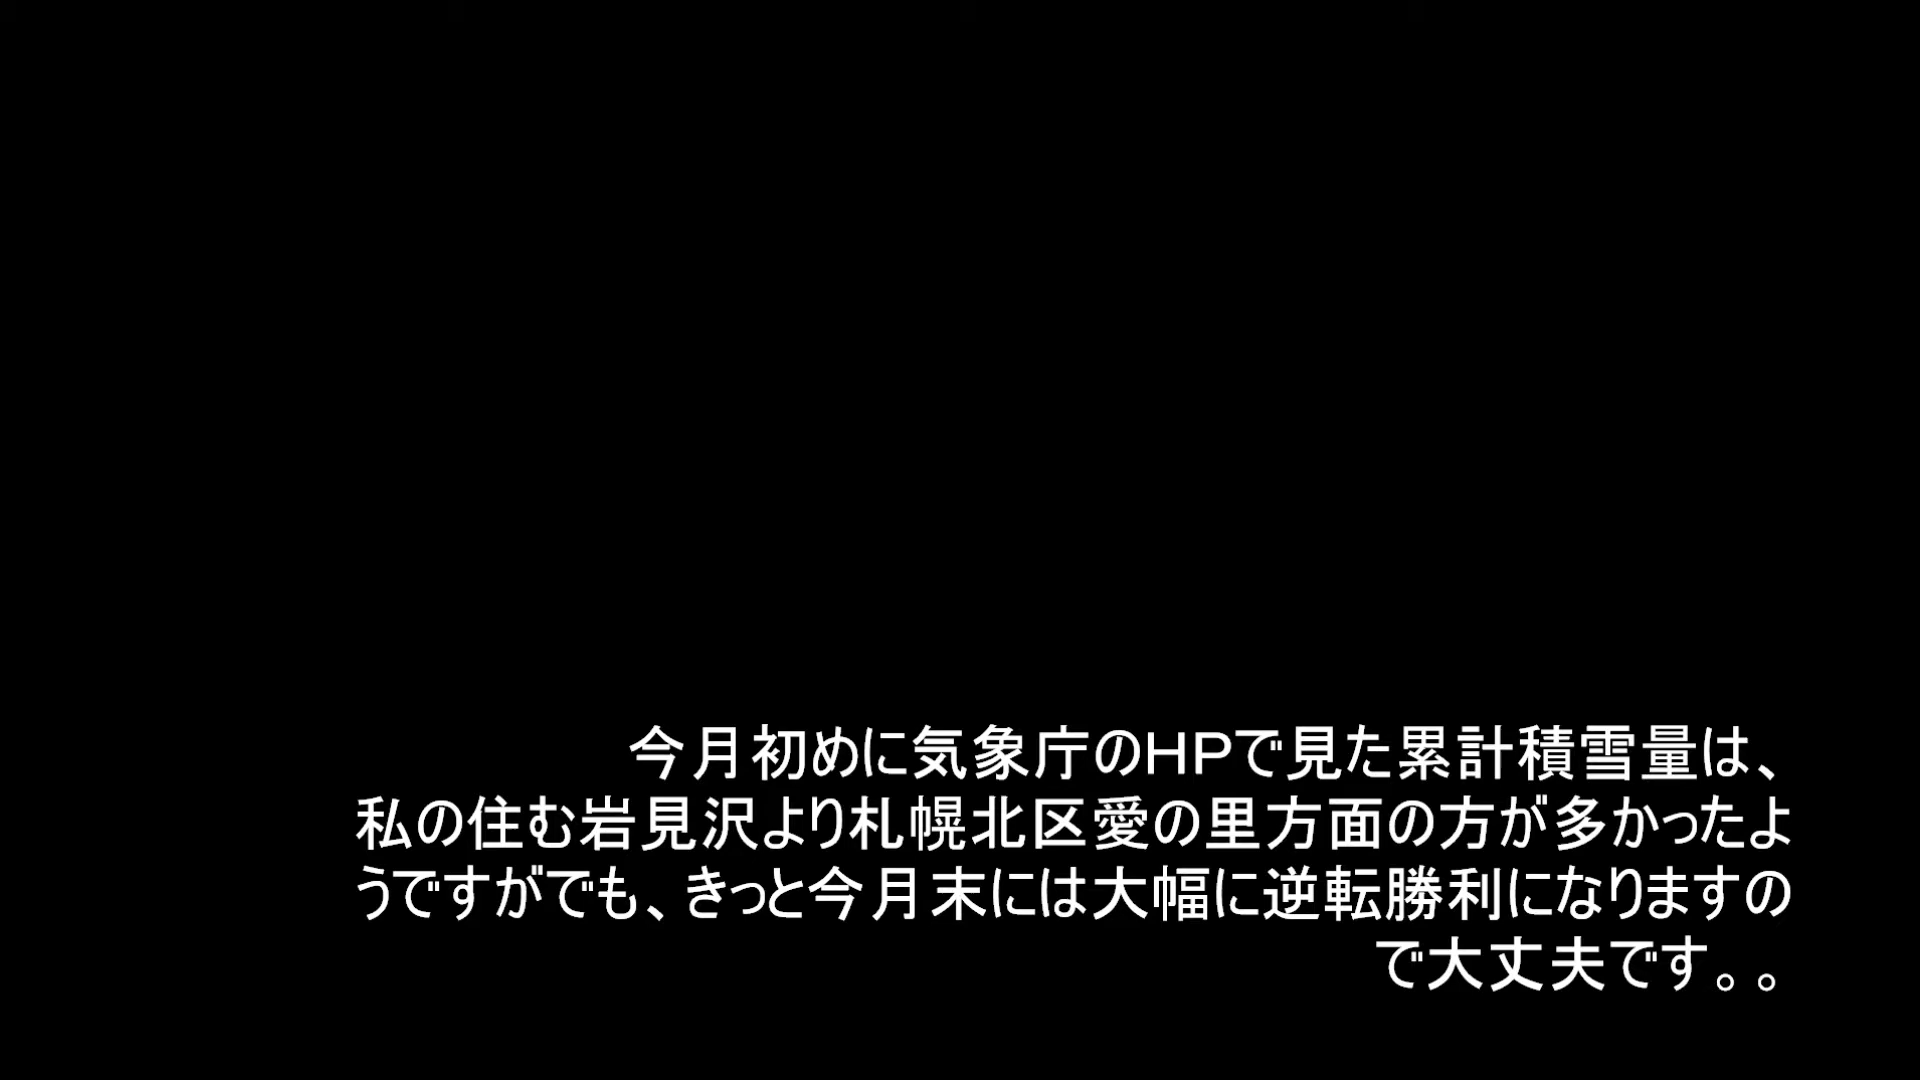 今月初めに気象庁のHPで見た累計積雪量は、
私の住む岩見沢より札幌北区愛の里方面の方が多かったよ
うですがでも、きっと今月末には大幅に逆転勝利になりますの
で大丈夫です。。